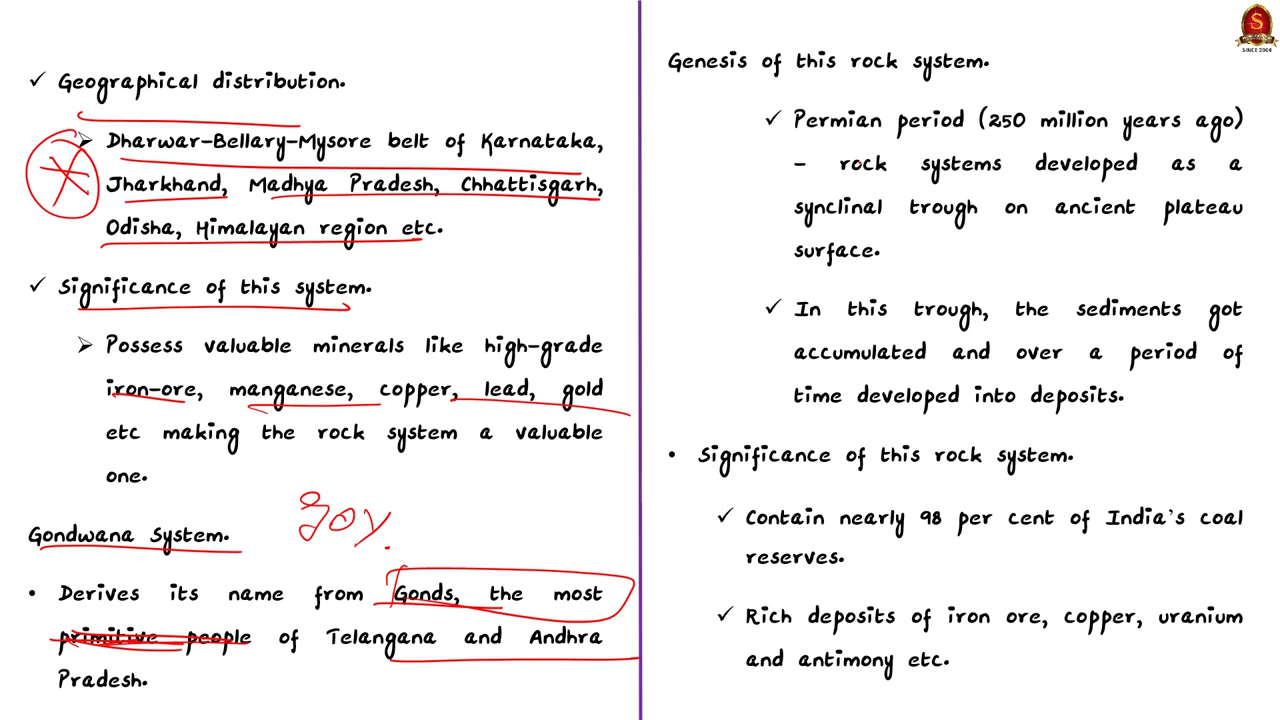 ✓ Geographical distribution.
➢ Dharwar-Bellary-Mysore belt of Karnataka,
Jharkhand, Madhya Pradesh, Chhattisgarh,
Odisha, Himalayan region etc.
✓ Significance of this system.
➢ Possess valuable minerals like high-grade
iron-ore, manganese, copper, lead, gold
etc making the rock system a valuable
one.
Gondwana System.
• Derives its name from Gonds, the most
primitive people of Telangana and Andhra
Pradesh.
Genesis of this rock system.
✓ Permian period (250 million years ago)
- rock systems developed as a
synclinal trough on ancient plateau
surface.
✓ In this trough, the sediments got
accumulated and over a period of
time developed into deposits.
• Significance of this rock system.
✓ Contain nearly 98 per cent of India's coal
reserves.
✓ Rich deposits of iron ore, copper, uranium
and antimony etc.
S
SINCE 2004